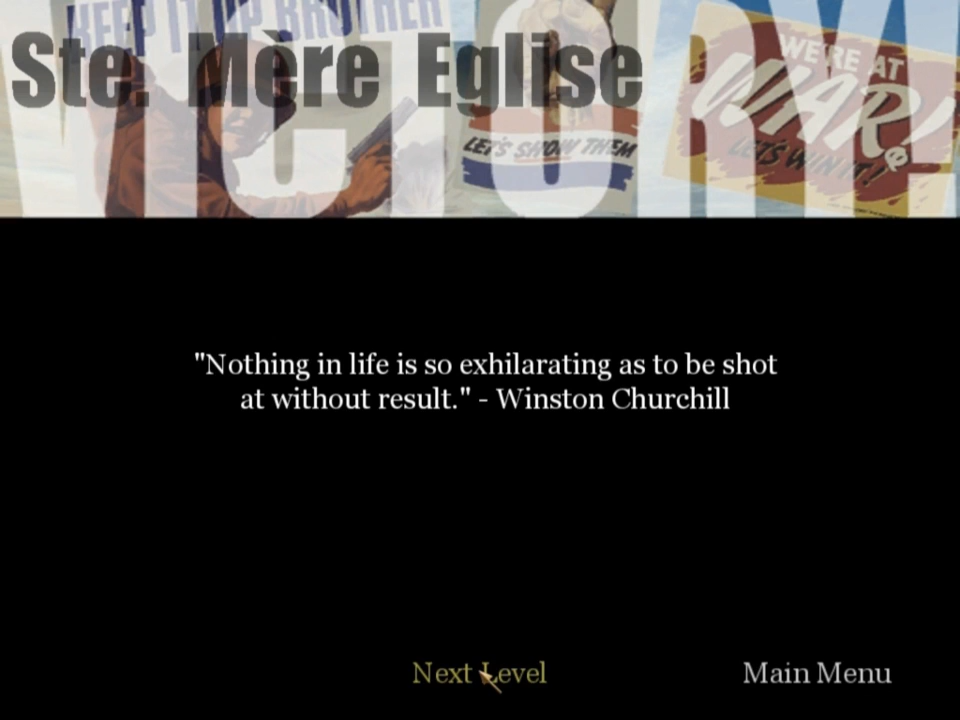 KEEP IT UP BROTHER
VICTORY
Ste. Mère Eglise
WE'RE AT
WAR!
LET'S SHOW THEM
LET'S WIN IT!
"Nothing in life is so exhilarating as to be shot
at without result." - Winston Churchill
Next Level
Main Menu